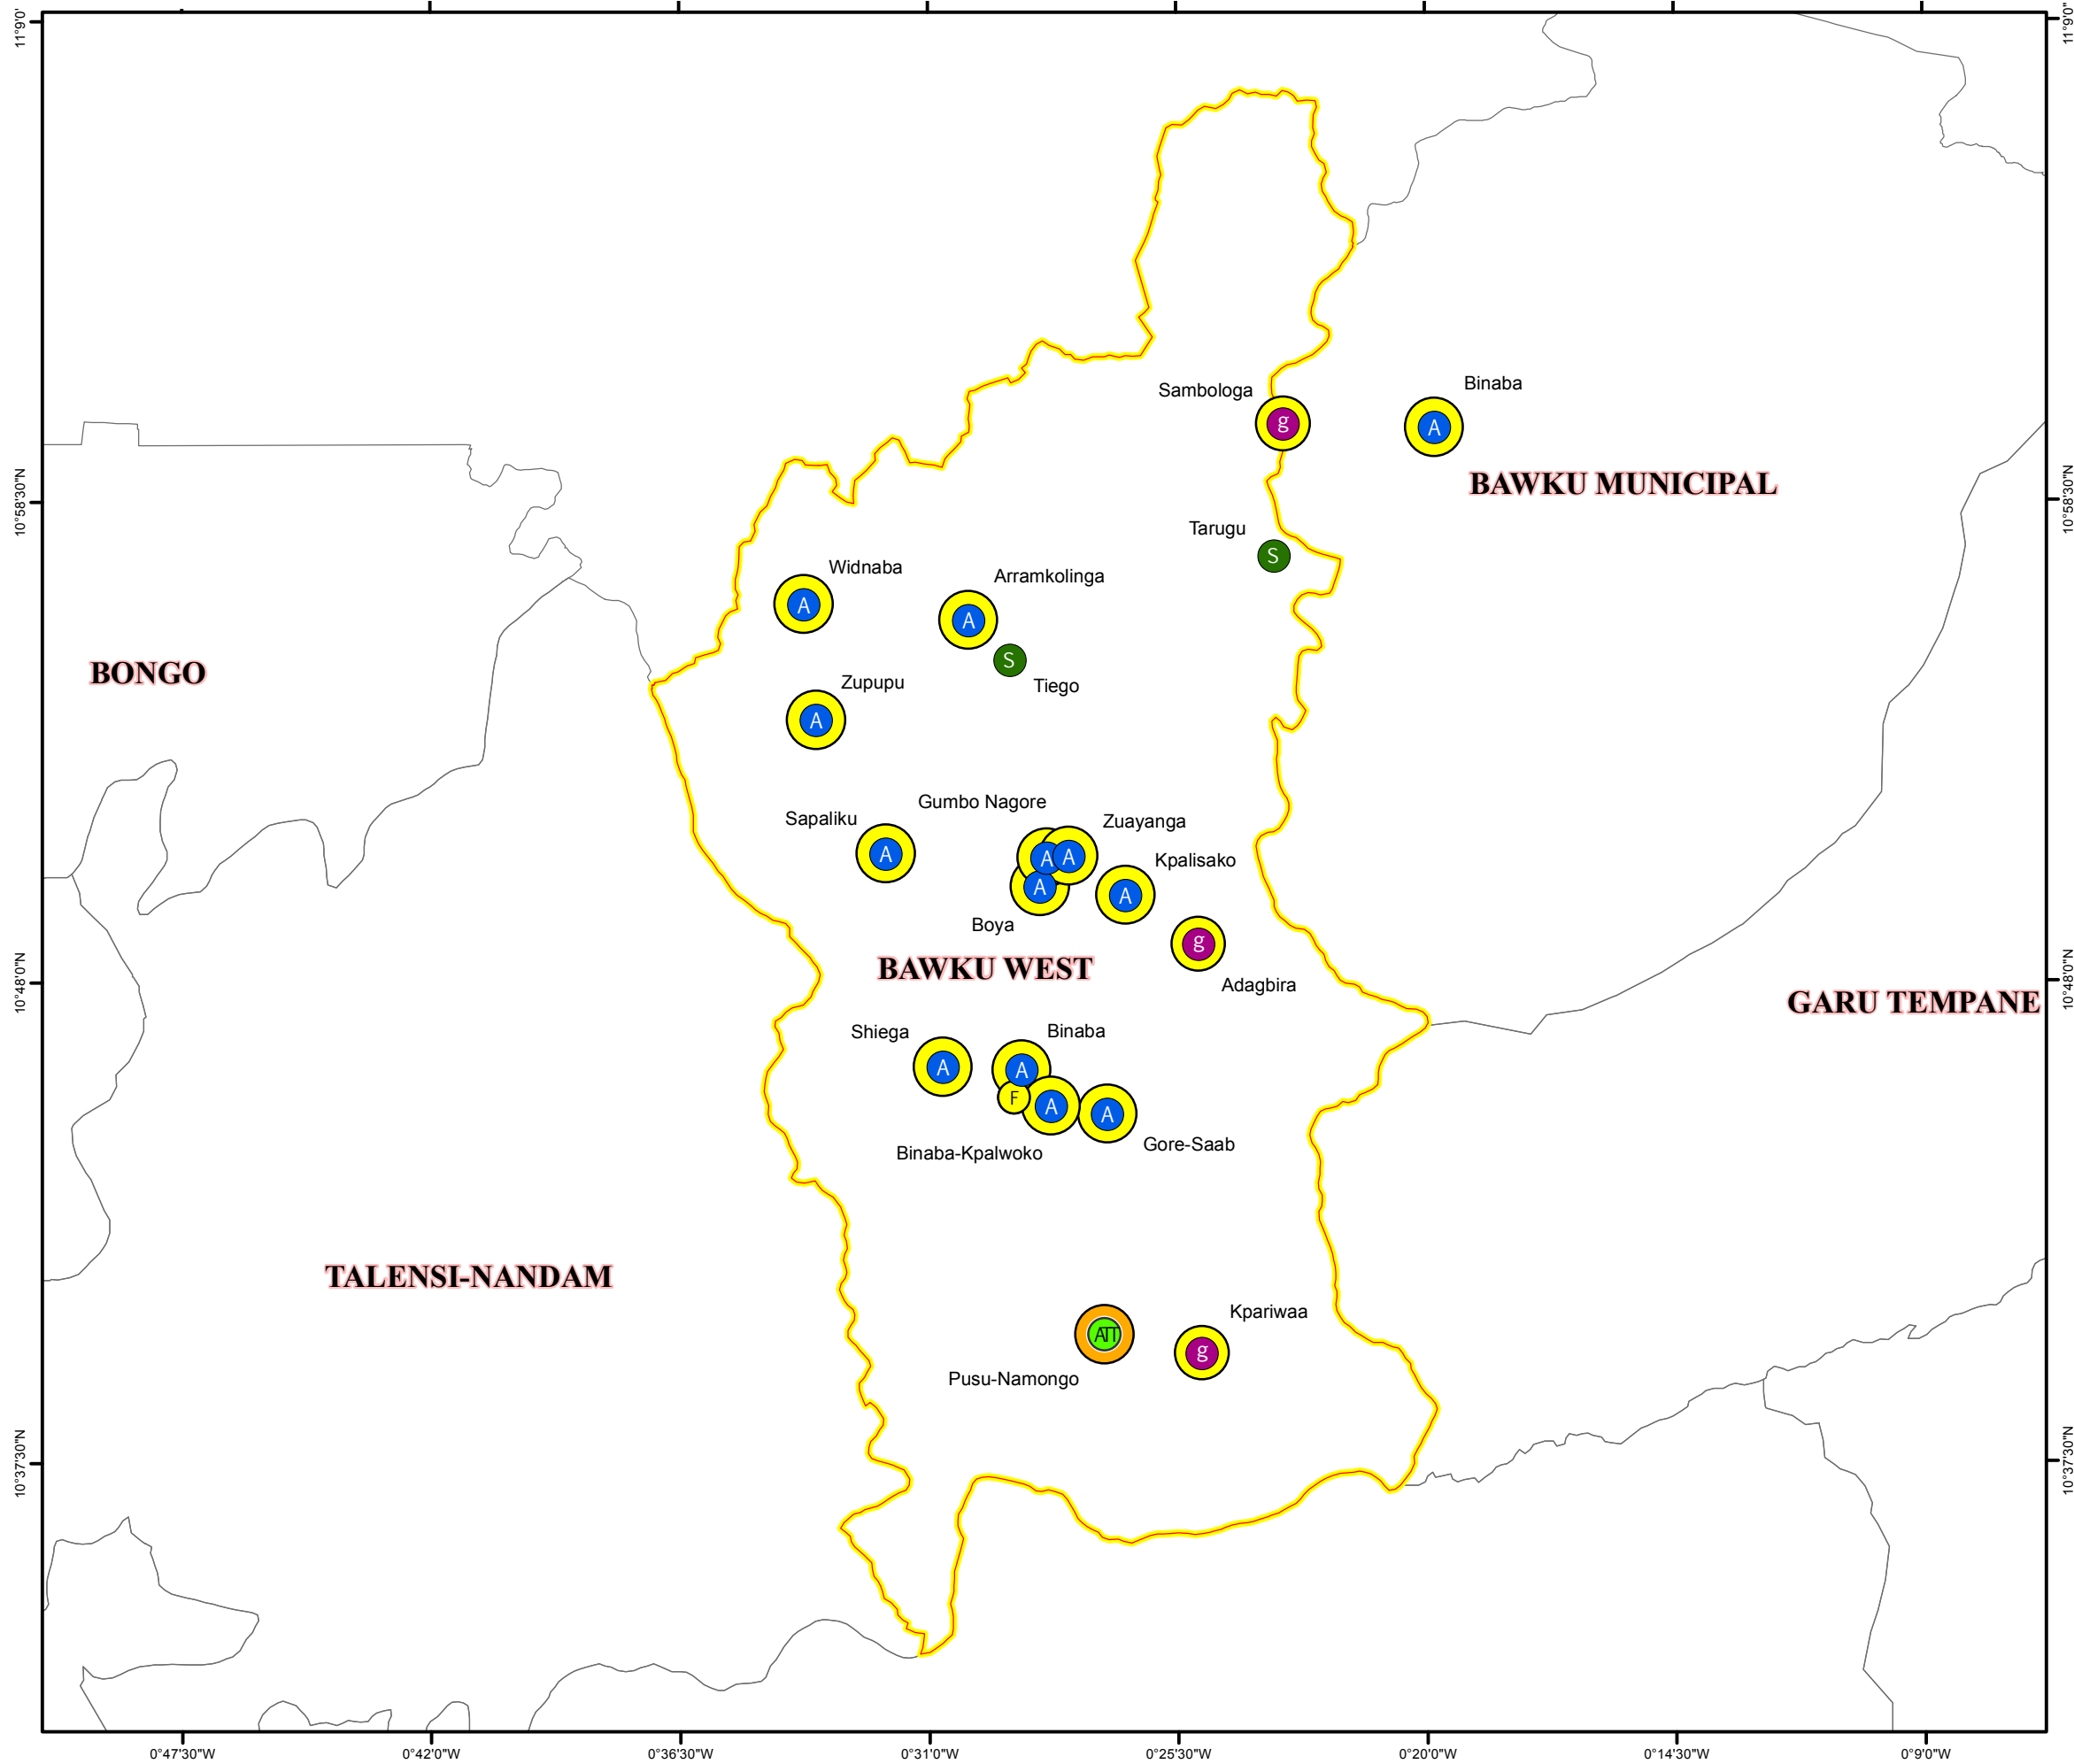 11°9'0'
11°9'0"
Sambologa
Binaba
g
A
BAWKU MUNICIPAL
10°58'30"N
10°58'30"N
Tarugu
S
Widnaba
A
Arramkolinga
A
S
Tiego
BONGO
Zupupu
A
Gumbo Nagore
Sapaliku
A
Zuayanga
A
A
Kpalisako
A
A
Boya
g
BAWKU WEST
Adagbira
10°48'0"N
10°48'0"N
GARU TEMPANE
Shiega
A
Binaba
A
F
A
A
Binaba-Kpalwoko
Gore-Saab
TALENSI-NANDAM
Kpariwaa
ATT
g
Pusu-Namongo
10°37'30"N
10°37'30"N
0°47'30"W
0°42'0"W
0°36'30"W
0°31'0"W
0°25'30"W
0°20'0"W
0°14'30"W
0°9'0"W